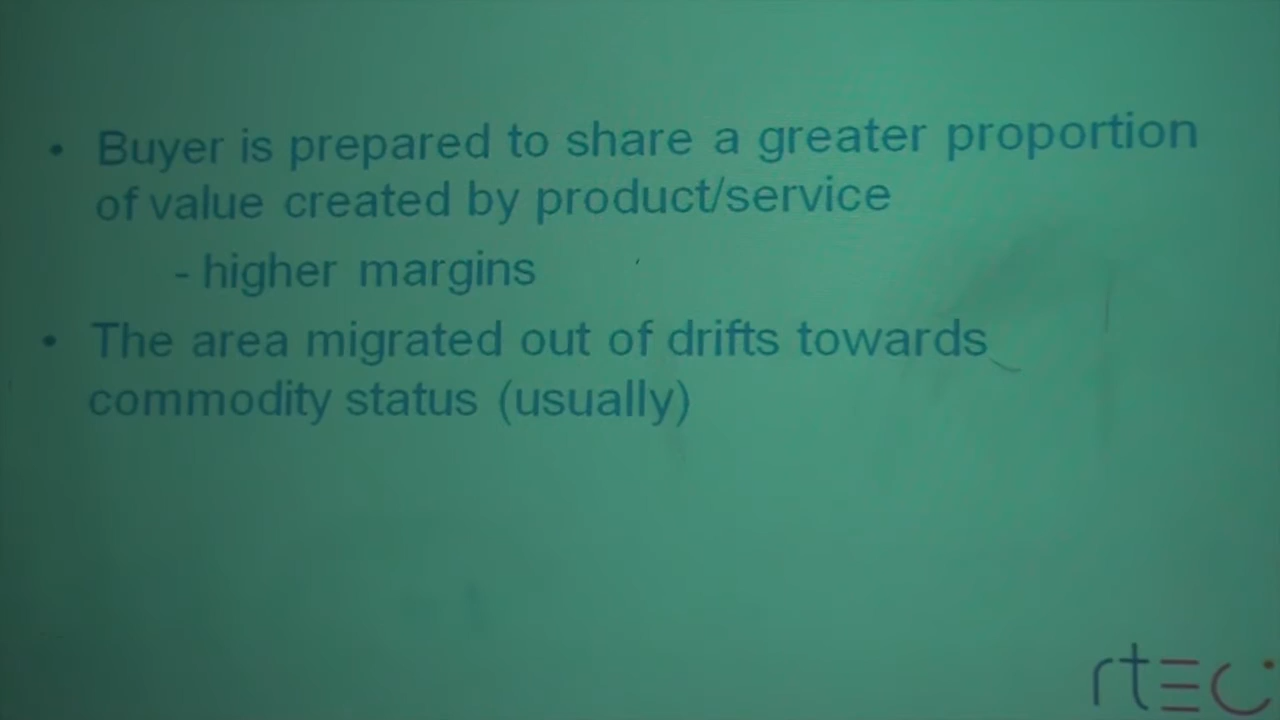 • Buyer is prepared to share a greater proportion
of value created by product/service
- higher margins
• The area migrated out of drifts towards
commodity status (usually)
rtec